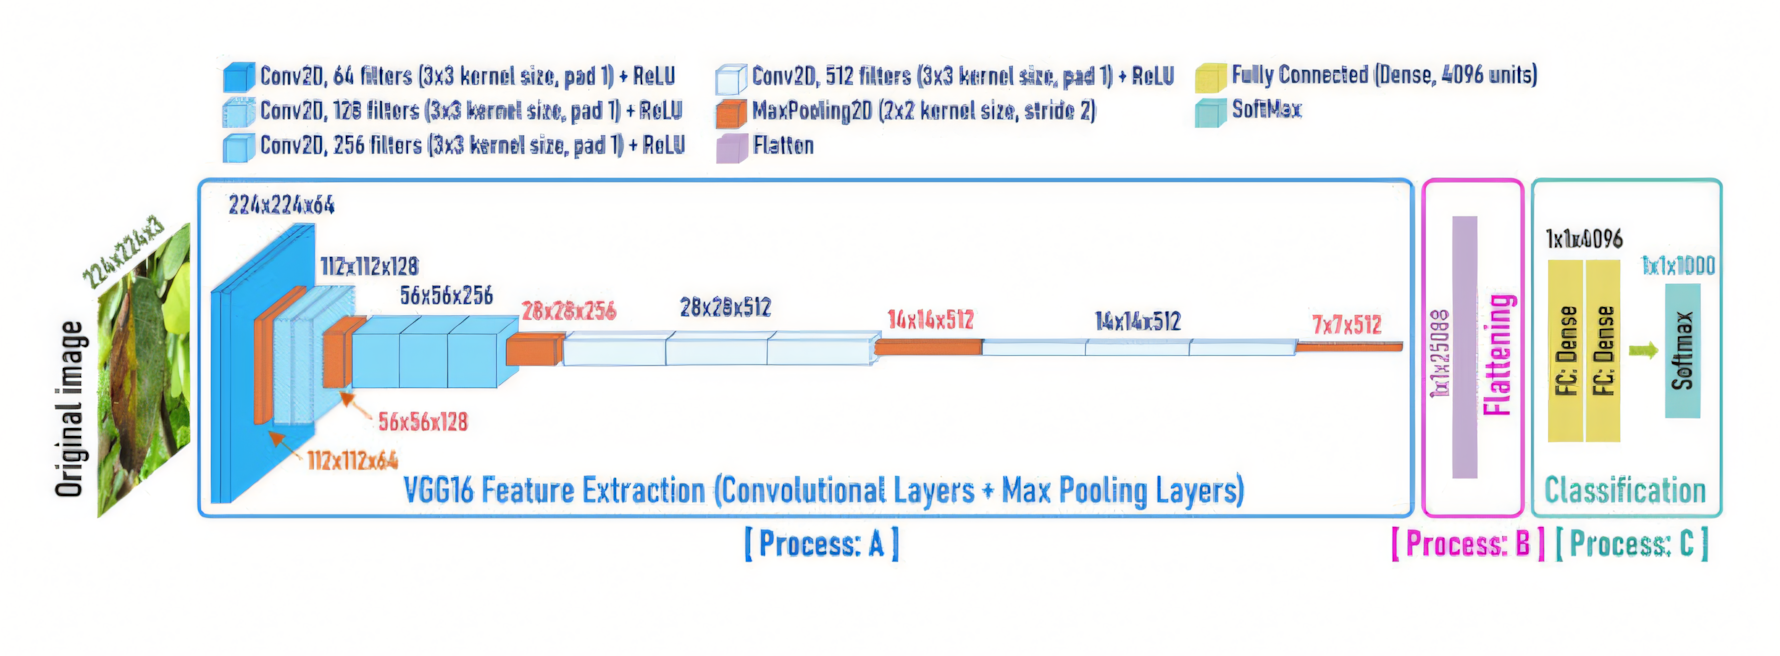 Conv2D, 64 filters (3x3 kernel size, pad 1) + ReLU
Conv2D, 128 filters (3x3 kernel size, pad 1) + ReLU
Conv2D, 256 filters (3x3 kernel size, pad 1) + ReLU
Conv2D, 512 filters (3x3 kernel size, pad 1) + ReLU
MaxPooling2D (2x2 kernel size, stride 2)
Flatten
Fully Connected (Dense, 4096 units)
SoftMax
Original image
224x224x3
224x224x64
112x112x128
56x56x256
28x28x256
28x28x512
14x14x512
14x14x512
7x7x512
56x56x128
112x112x64
VGG16 Feature Extraction (Convolutional Layers + Max Pooling Layers)
[ Process: A ]
1x1x25088
Flattening
[ Process: B ]
1x1x4096
FC: Dense
FC: Dense
1x1x1000
Softmax
Classification
[ Process: C ]